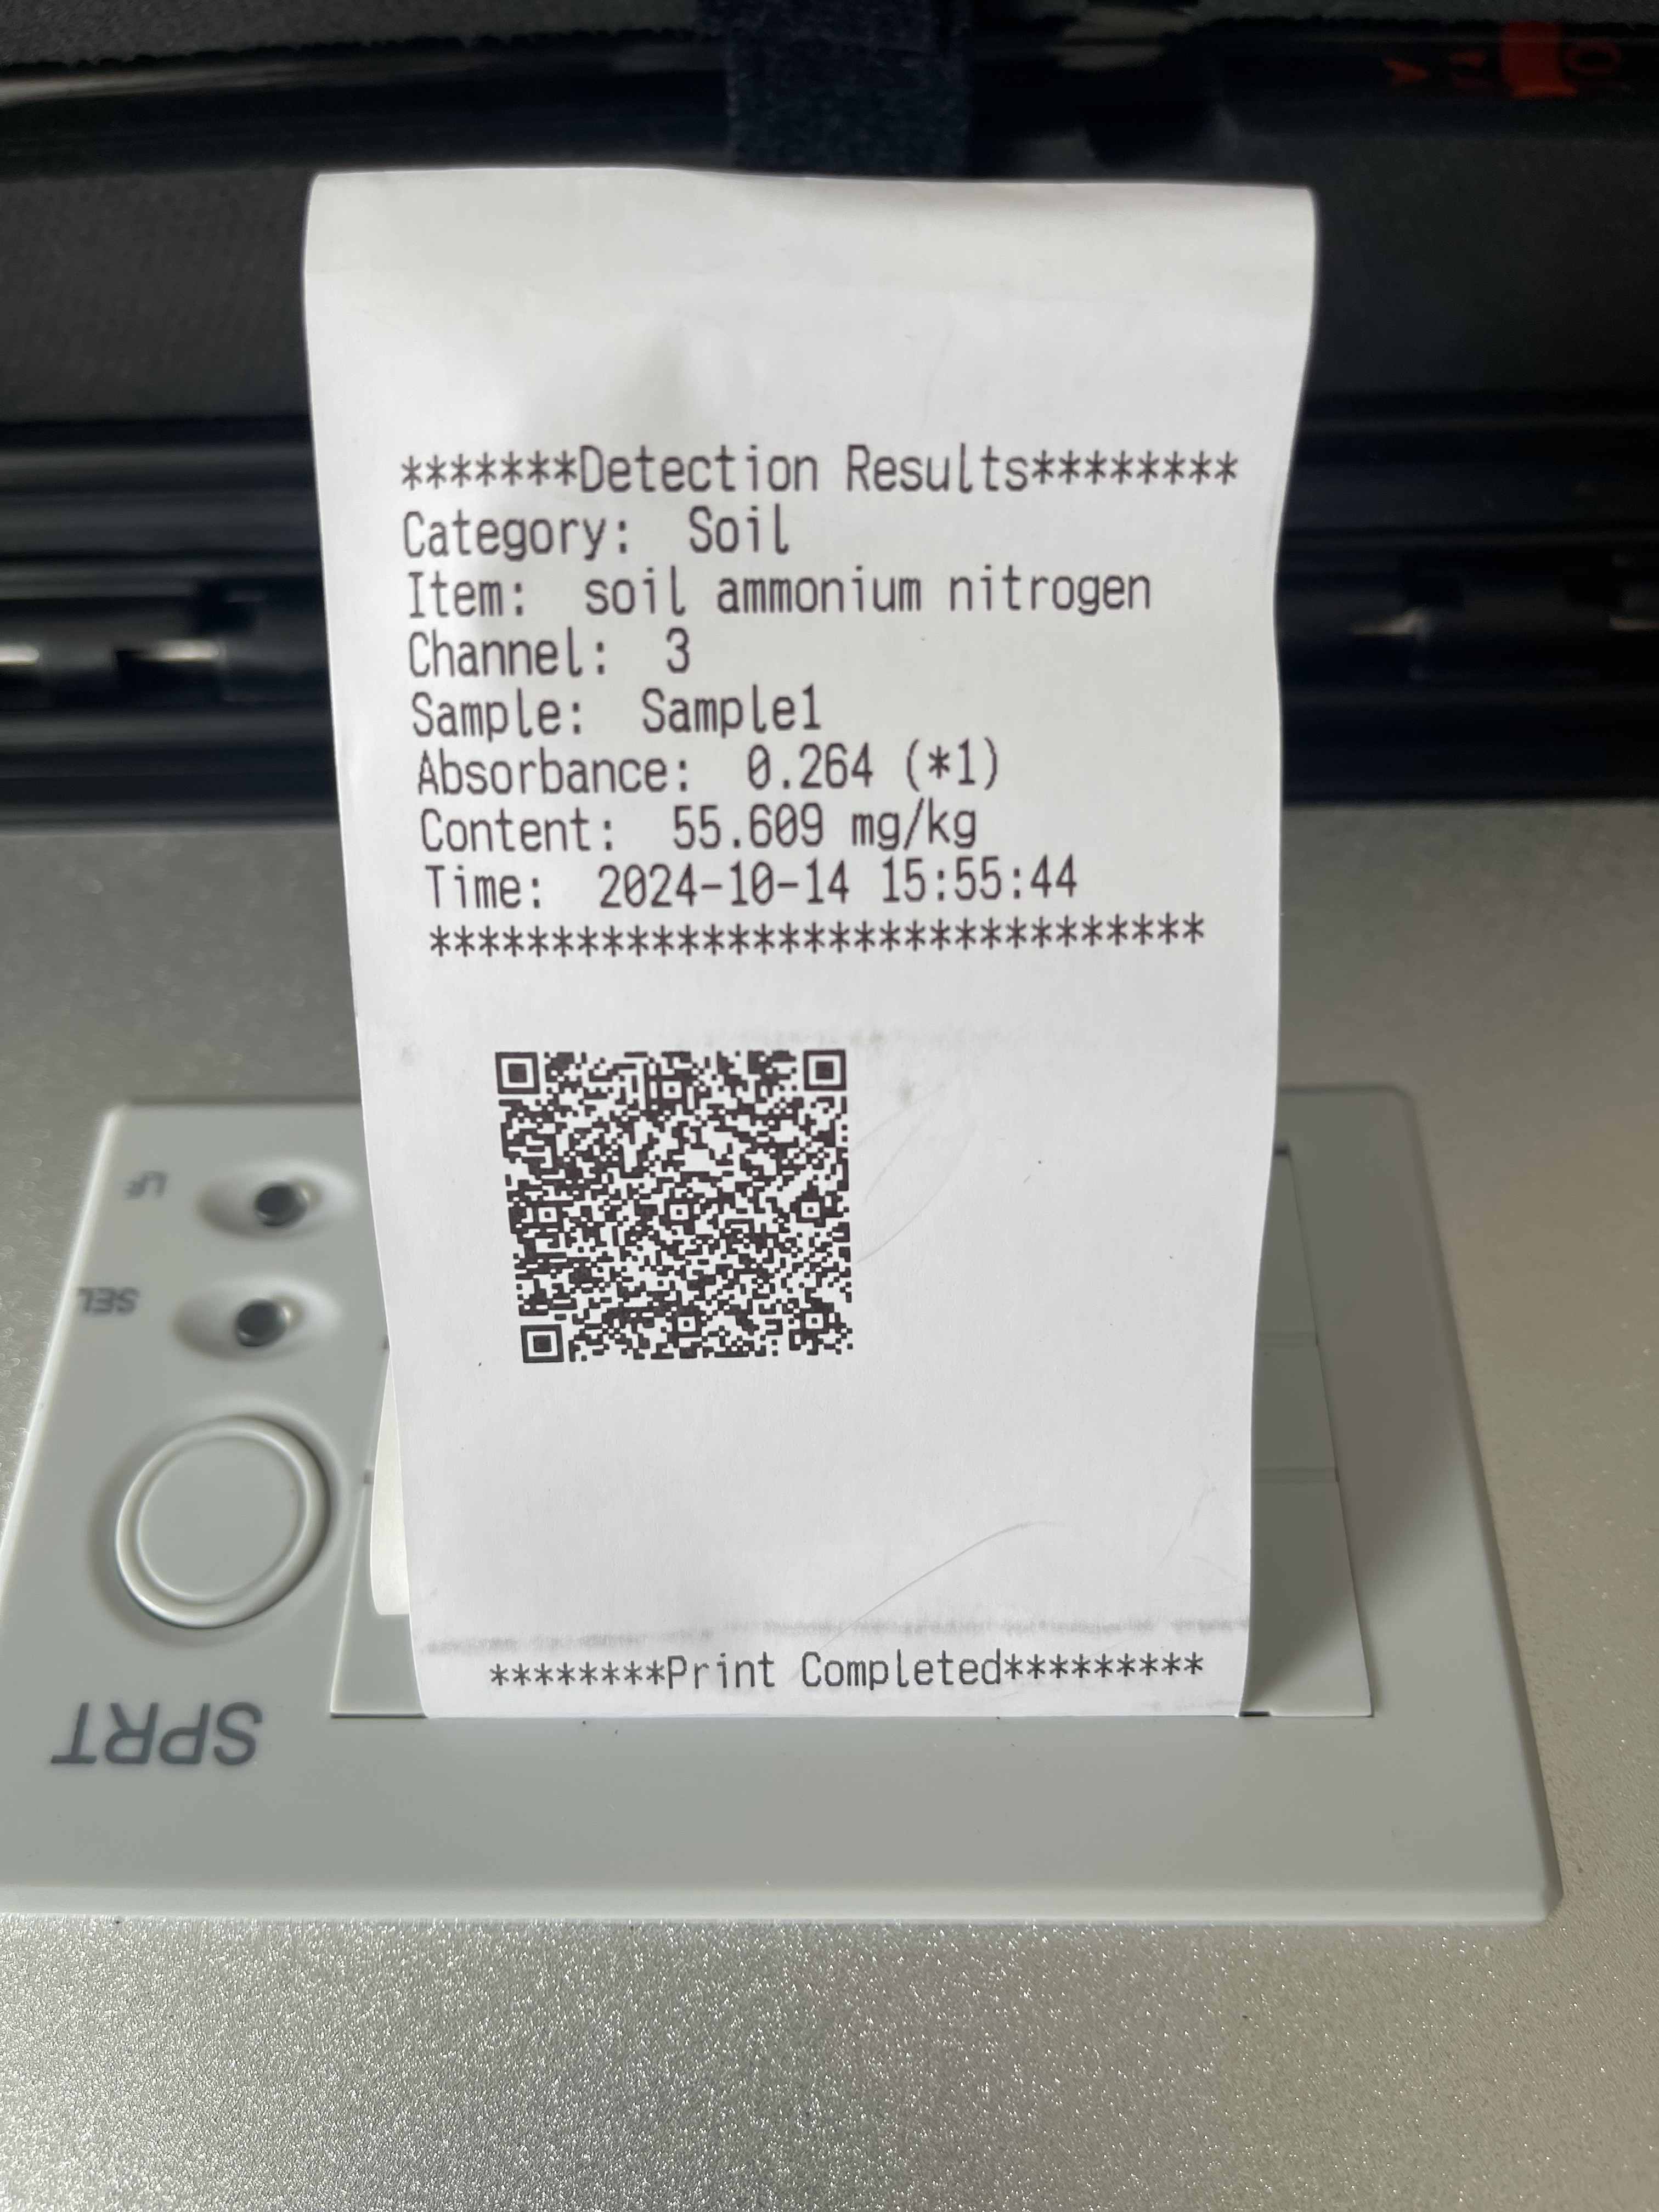 *******Detection Results********
Category: Soil
Item: soil ammonium nitrogen
Channel: 3
Sample: Sample1
Absorbance: 0.264 (*1)
Content: 55.609 mg/kg
Time: 2024-10-14 15:55:44
*******************************
LF
SEL
********Print Completed*********
SPRT